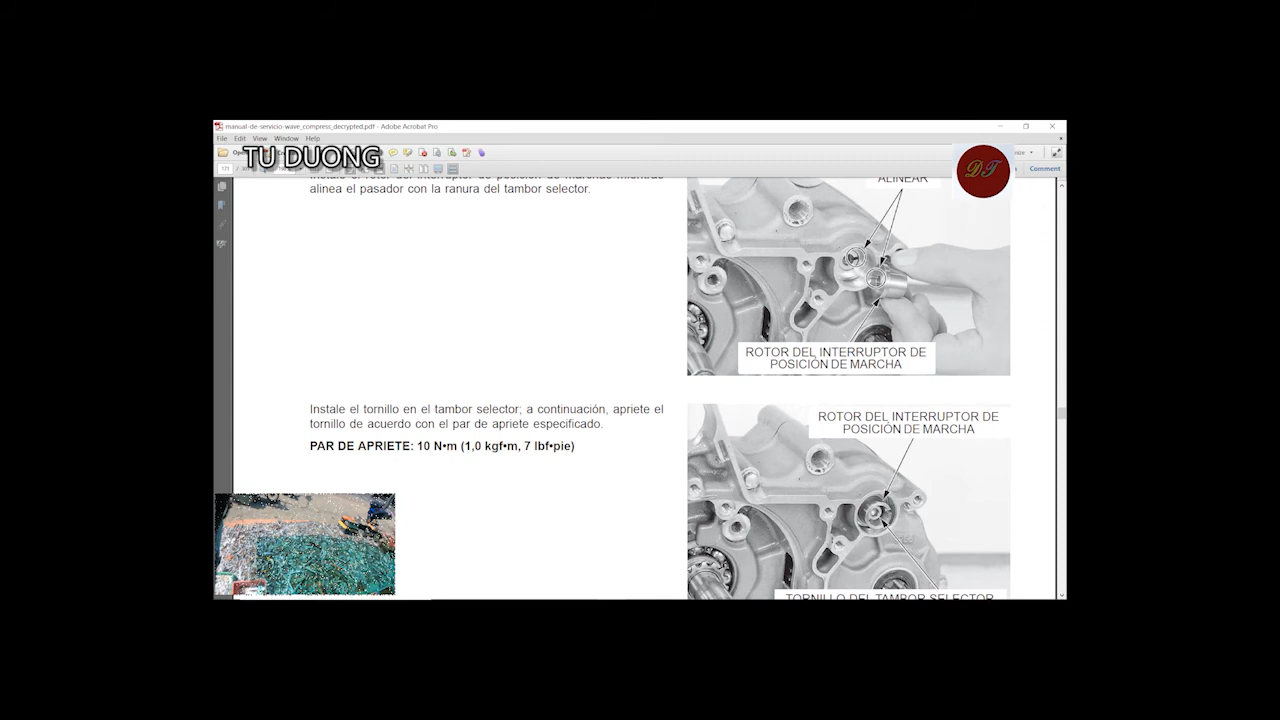 manual-de-servicio-wave_compress_decrypted.pdf - Adobe Acrobat Pro
File Edit View Window Help
TU DUONG
DT
Comment
alinea el pasador con la ranura del tambor selector.
ALINEAR
ROTOR DEL INTERRUPTOR DE
POSICIÓN DE MARCHA
Instale el tornillo en el tambor selector; a continuación, apriete el
tornillo de acuerdo con el par de apriete especificado.
PAR DE APRIETE: 10 N•m (1,0 kgf•m, 7 lbf•pie)
ROTOR DEL INTERRUPTOR DE
POSICIÓN DE MARCHA
TORNILLO DEL TAMBOR SELECTOR